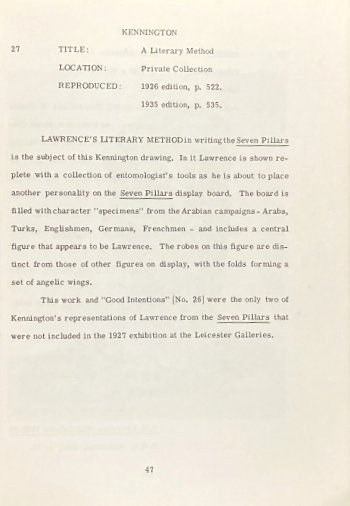 KENNINGTON
27 TITLE: A Literary Method
LOCATION: Private Collection
REPRODUCED: 1926 edition, p. 522.
1935 edition, p. 535.
LAWRENCE'S LITERARY METHOD in writing the Seven Pillars
is the subject of this Kennington drawing. In it Lawrence is shown re-
plete with a collection of entomologist's tools as he is about to place
another personality on the Seven Pillars display board. The board is
filled with character "specimens" from the Arabian campaigns - Arabs,
Turks, Englishmen, Germans, Frenchmen - and includes a central
figure that appears to be Lawrence. The robes on this figure are dis-
tinct from those of other figures on display, with the folds forming a
set of angelic wings.
This work and "Good Intentions" [No. 26] were the only two of
Kennington's representations of Lawrence from the Seven Pillars that
were not included in the 1927 exhibition at the Leicester Galleries.
47